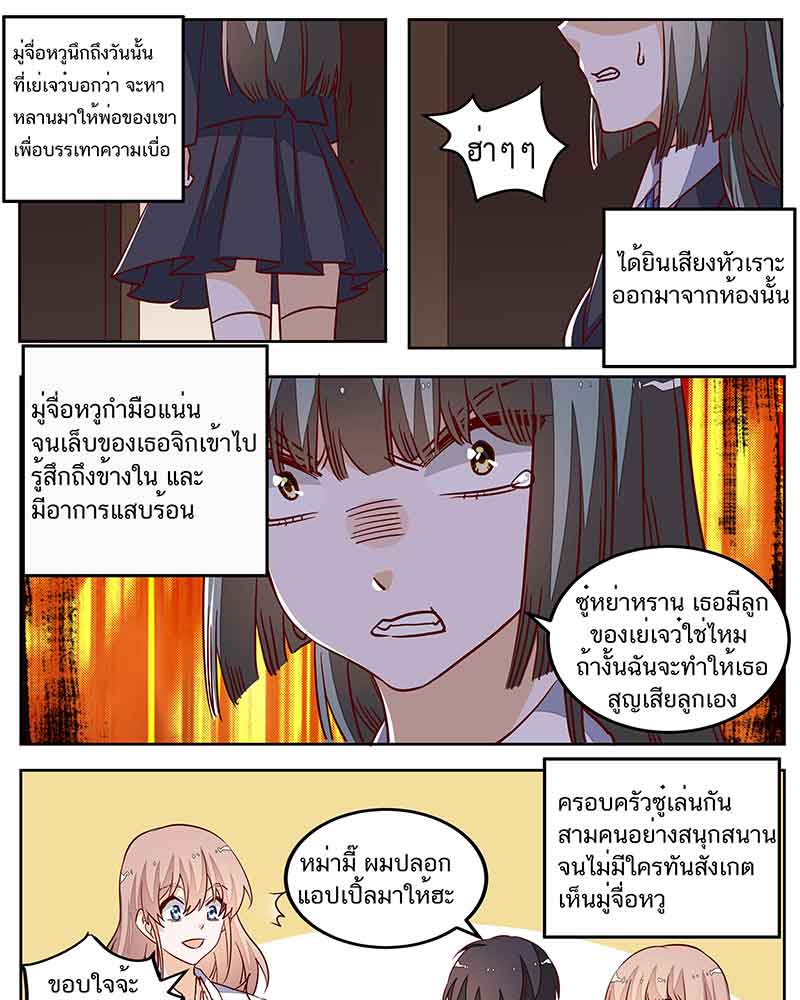 มู่จื่อหวูนึกถึงวันนั้น
ที่เย่เจว๋บอกว่า จะหา
หลานมาให้พ่อของเขา
เพื่อบรรเทาความเบื่อ
ฮ่าๆๆ
ได้ยินเสียงหัวเราะ
ออกมาจากห้องนั้น
มู่จื่อหวูกำมือแน่น
จนเล็บของเธอจิกเข้าไป
รู้สึกถึงข้างใน และ
มีอาการแสบร้อน
ซู๋หย่าหราน เธอมีลูก
ของเย่เจว๋ใช่ไหม
ถ้างั้นฉันจะทำให้เธอ
สูญเสียลูกเอง
ครอบครัวซู๋เล่นกัน
สามคนอย่างสนุกสนาน
จนไม่มีใครทันสังเกต
เห็นมู่จื่อหวู
หม่ามี๊ ผมปลอก
แอปเปิ้ลมาให้ฮะ
ขอบใจจ้ะ